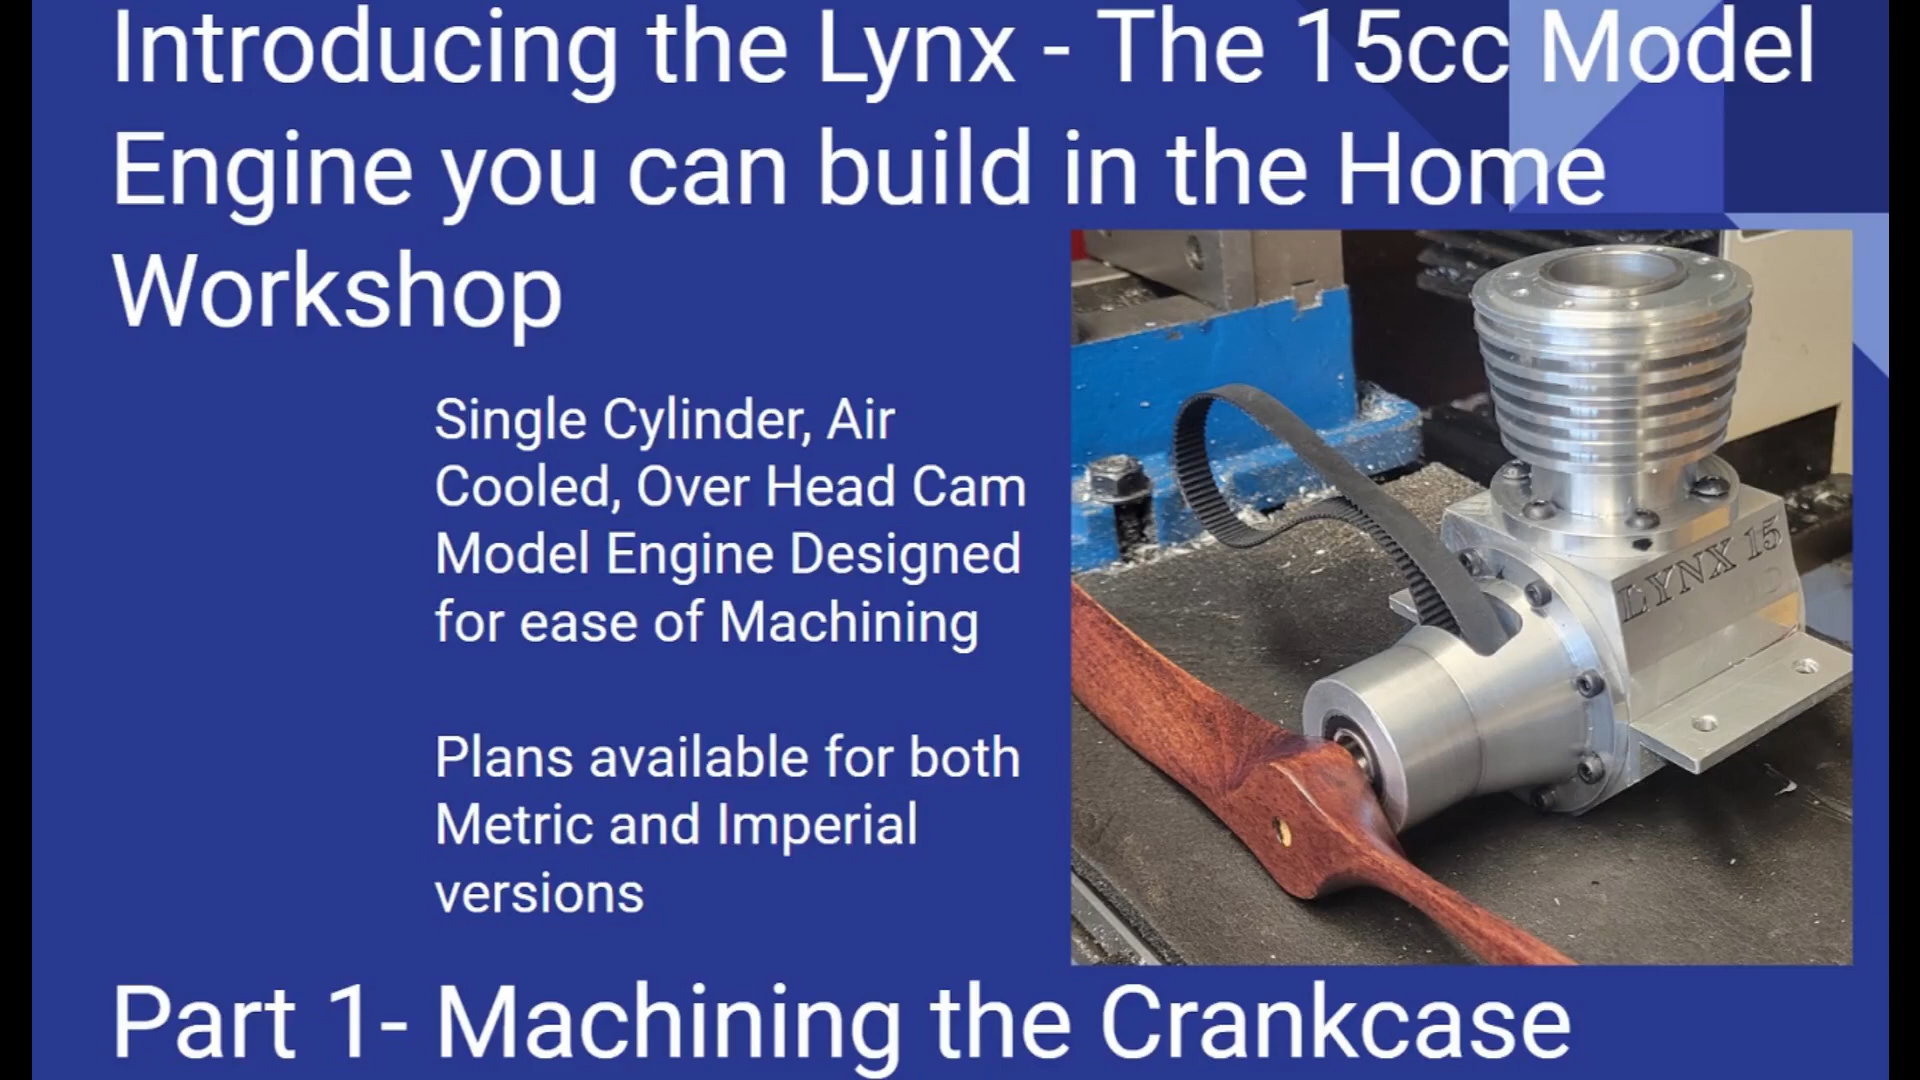 Introducing the Lynx - The 15cc Model
Engine you can build in the Home
Workshop
Single Cylinder, Air
Cooled, Over Head Cam
Model Engine Designed
for ease of Machining
Plans available for both
Metric and Imperial
versions
LYNX 15
Part 1- Machining the Crankcase